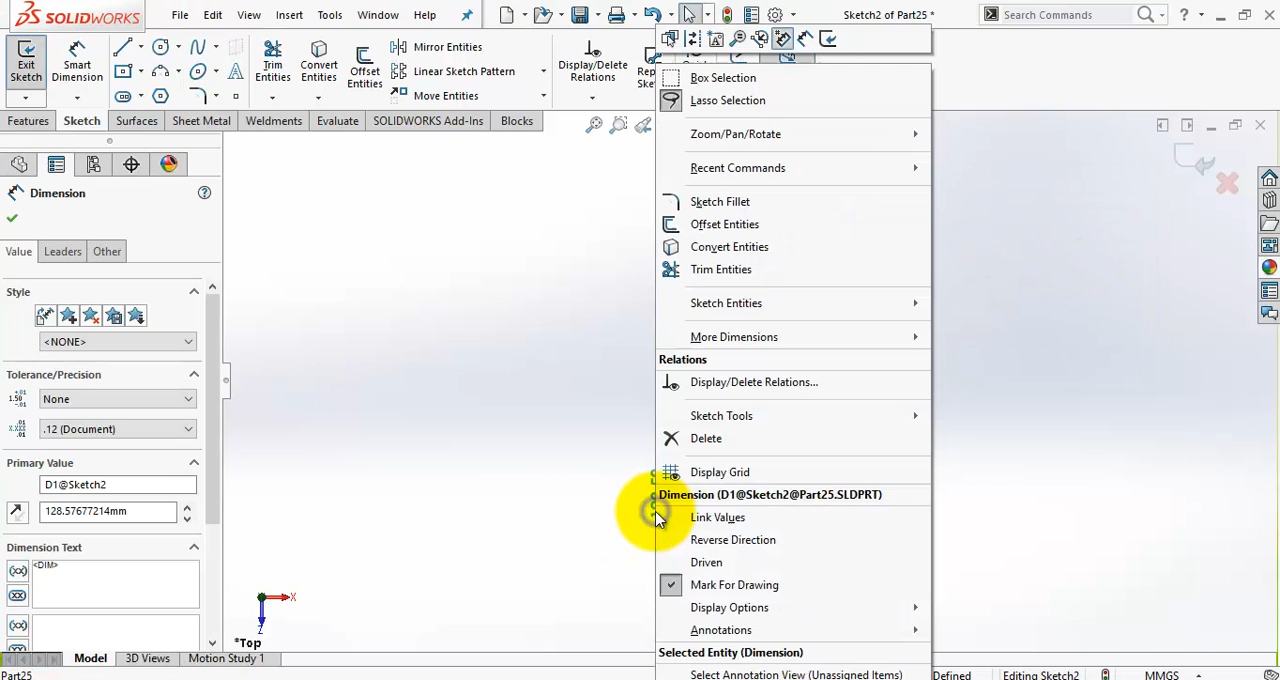 SOLIDWORKS
File Edit View Insert Tools Window Help
Sketch2 of Part25 *
Search Commands
?
Exit Sketch
Smart Dimension
Trim Entities
Convert Entities
Offset Entities
Mirror Entities
Linear Sketch Pattern
Move Entities
Display/Delete Relations
Features Sketch Surfaces Sheet Metal Weldments Evaluate SOLIDWORKS Add-Ins Blocks
Dimension
Value Leaders Other
Style
<NONE>
Tolerance/Precision
None
.12 (Document)
Primary Value
D1@Sketch2
128.57677214mm
Dimension Text
<DIM>
Box Selection
Lasso Selection
Zoom/Pan/Rotate
Recent Commands
Sketch Fillet
Offset Entities
Convert Entities
Trim Entities
Sketch Entities
More Dimensions
Relations
Display/Delete Relations...
Sketch Tools
Delete
Display Grid
Dimension (D1@Sketch2@Part25.SLDPRT)
Link Values
Reverse Direction
Driven
Mark For Drawing
Display Options
Annotations
Selected Entity (Dimension)
Select Annotation View (Unassigned Items)
X
Z
*Top
Model 3D Views Motion Study 1
Part25
Defined Editing Sketch2 MMGS